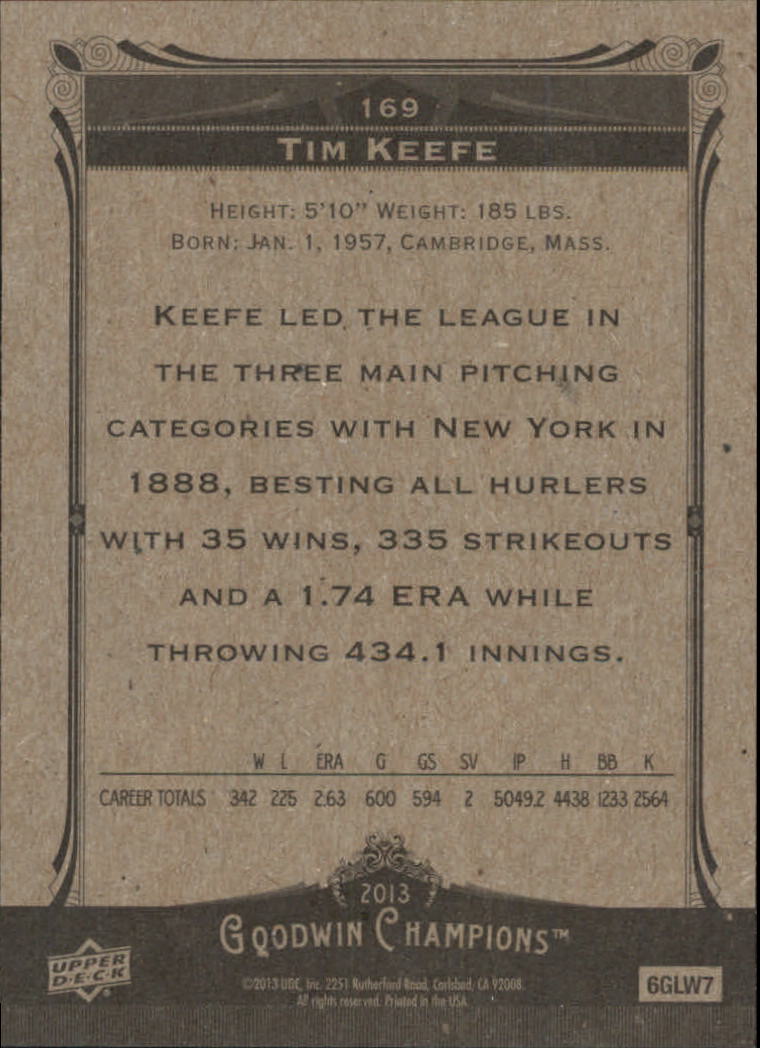 169
TIM KEEFE
HEIGHT: 5'10" WEIGHT: 185 LBS.
BORN: JAN. 1, 1957, CAMBRIDGE, MASS.
KEEFE LED THE LEAGUE IN
THE THREE MAIN PITCHING
CATEGORIES WITH NEW YORK IN
1888, BESTING ALL HURLERS
WITH 35 WINS, 335 STRIKEOUTS
AND A 1.74 ERA WHILE
THROWING 434.1 INNINGS.
W L ERA G GS SV IP H BB K
CAREER TOTALS 342 225 2.63 600 594 2 5049.2 4438 1233 2564
2013
GOODWIN CHAMPIONS™
UPPER
D·E·C·K
©2013 UDC, Inc. 2251 Rutherford Road, Carlsbad, CA 92008.
All rights reserved. Printed in the USA.
6GLW7